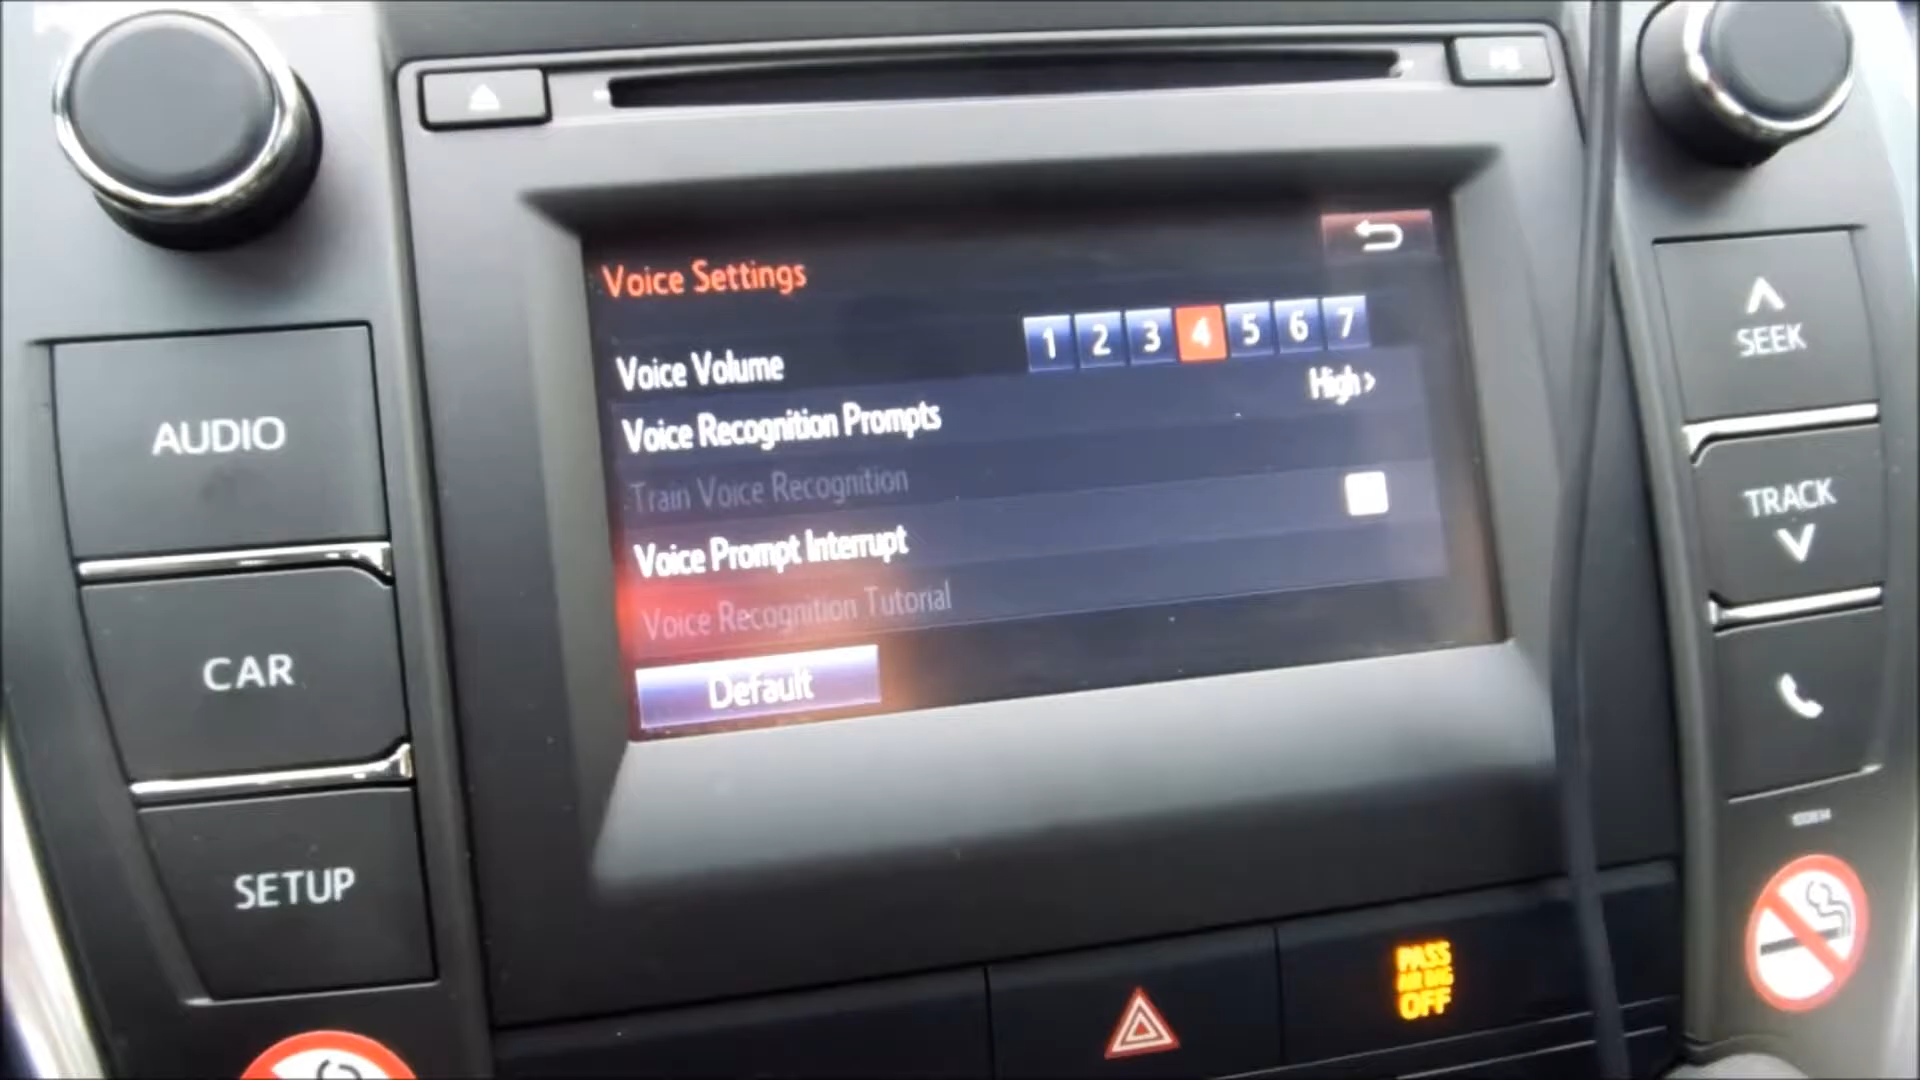 Voice Settings
Voice Volume
1 2 3 4 5 6 7
Voice Recognition Prompts
High >
Train Voice Recognition
Voice Prompt Interrupt
Voice Recognition Tutorial
Default
AUDIO
CAR
SETUP
SEEK
TRACK
PASS
OFF